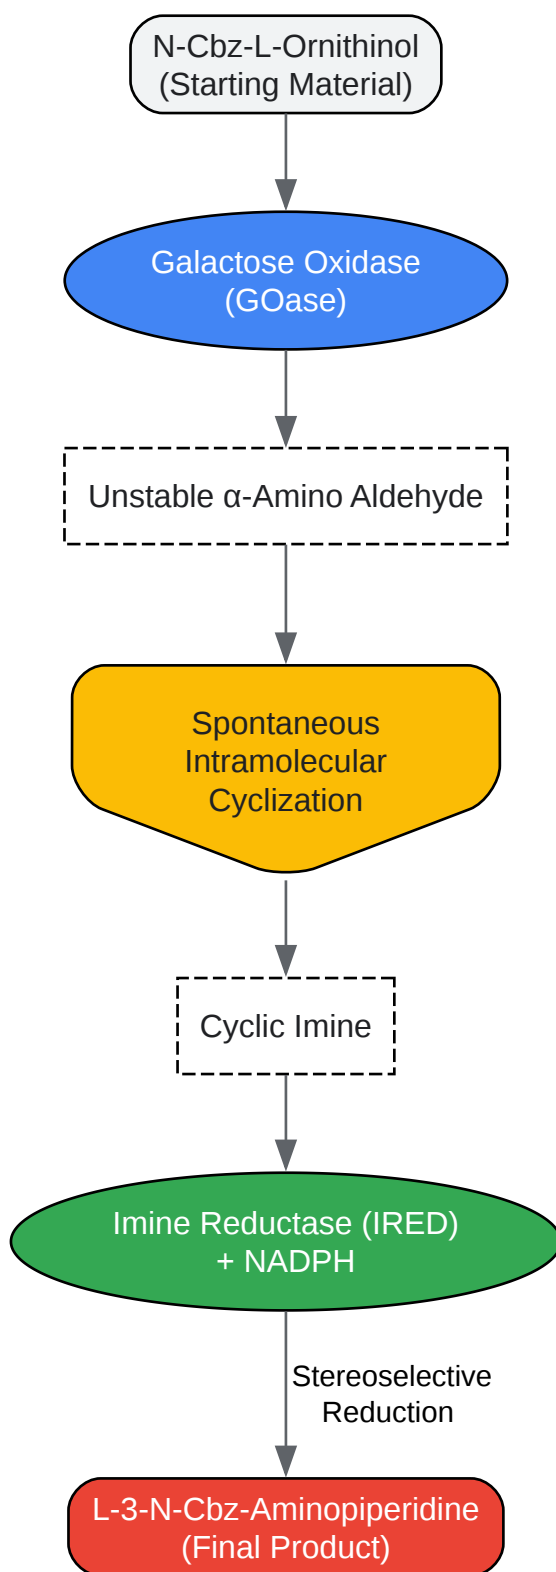 N-Cbz-L-Ornithinol
(Starting Material)
Galactose Oxidase
(GOase)
Unstable α-Amino Aldehyde
Spontaneous
Intramolecular
Cyclization
Cyclic Imine
Imine Reductase (IRED)
+ NADPH
Stereoselective
Reduction
L-3-N-Cbz-Aminopiperidine
(Final Product)